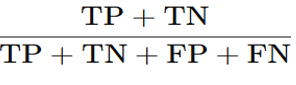 TP + TN
TP + TN + FP + FN